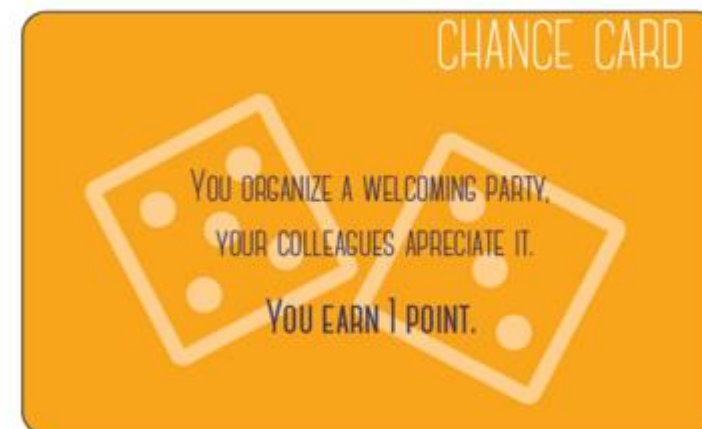 CHANCE CARD
YOU ORGANIZE A WELCOMING PARTY,
YOUR COLLEAGUES APRECIATE IT.
YOU EARN 1 POINT.